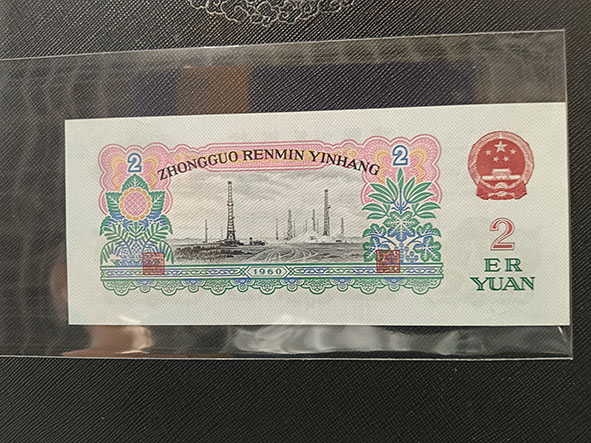 2
ZHONGGUO RENMIN YINHANG
2
1960
2
ER
YUAN